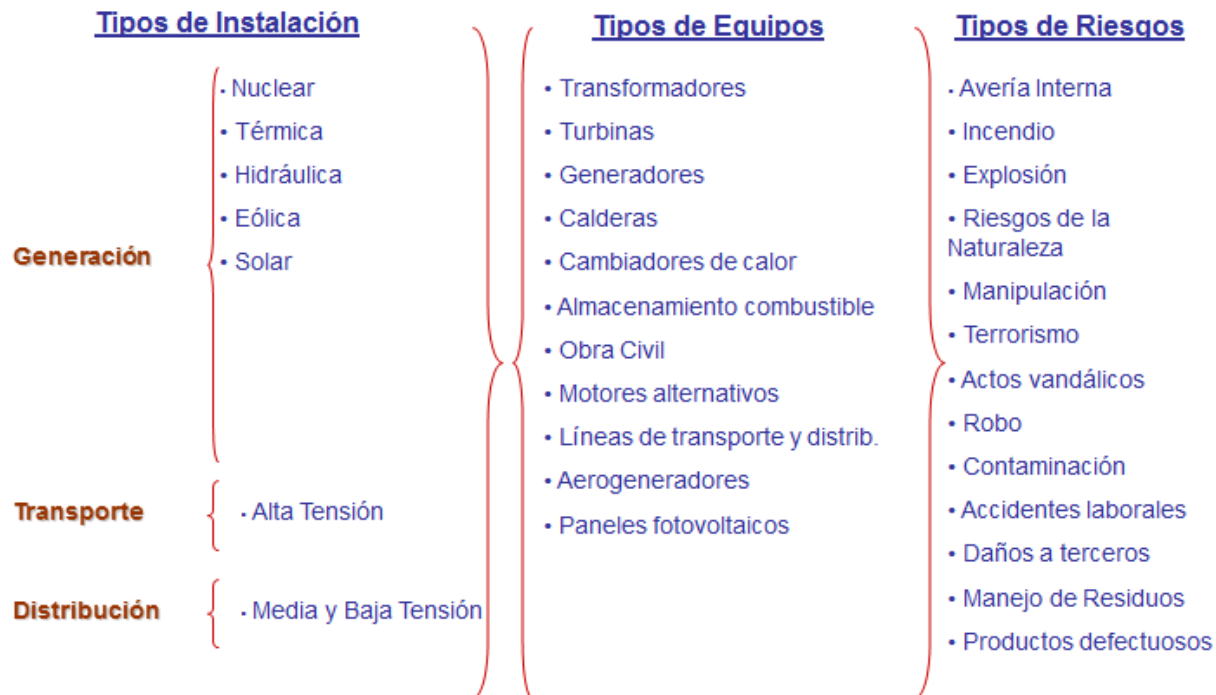 Tipos de Instalación
Generación
• Nuclear
• Térmica
• Hidráulica
• Eólica
• Solar
Transporte
• Alta Tensión
Distribución
• Media y Baja Tensión
Tipos de Equipos
• Transformadores
• Turbinas
• Generadores
• Calderas
• Cambiadores de calor
• Almacenamiento combustible
• Obra Civil
• Motores alternativos
• Líneas de transporte y distrib.
• Aerogeneradores
• Paneles fotovoltaicos
Tipos de Riesgos
• Avería Interna
• Incendio
• Explosión
• Riesgos de la
Naturaleza
• Manipulación
• Terrorismo
• Actos vandálicos
• Robo
• Contaminación
• Accidentes laborales
• Daños a terceros
• Manejo de Residuos
• Productos defectuosos